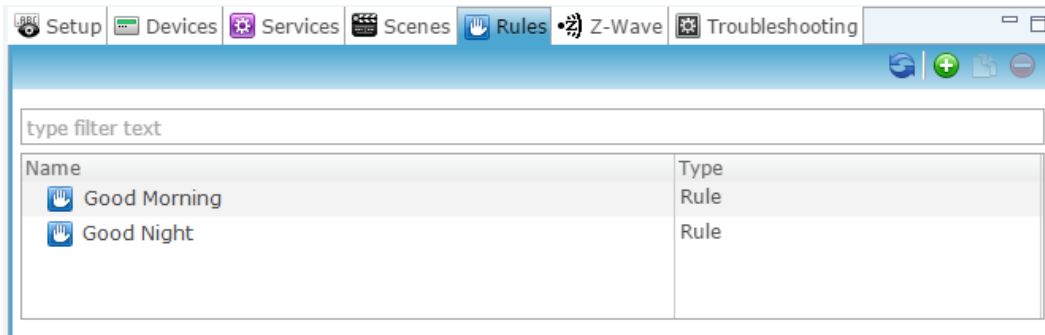 Setup Devices Services Scenes Rules Z-Wave Troubleshooting
type filter text
Name Type
Good Morning Rule
Good Night Rule